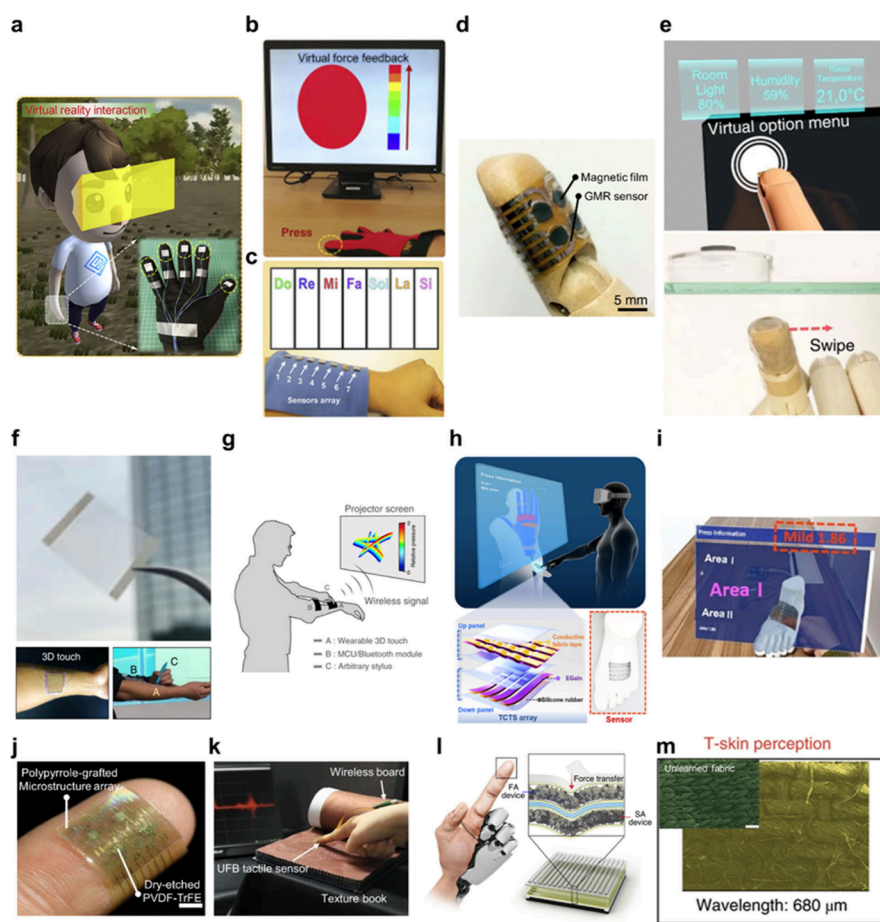 a
Virtual reality interaction
b
Virtual force feedback
Press
c
Do Re Mi Fa Sol La Si
1 2 3 4 5 6 7
Sensors array
d
Magnetic film
GMR sensor
5 mm
e
Room
Light
80%
Humidity
59%
Room
Temperature
21,0°C
Virtual option menu
Swipe
f
3D touch
B
C
A
g
Projector screen
Relative pressure
0
Wireless signal
C
B
A
A : Wearable 3D touch
B : MCU/Bluetooth module
C : Arbitrary stylus
h
Press Information
Up panel
Conductive
fabric tape
EGaIn
Down panel
Silicone rubber
TCTS array
Sensor
i
Press Information
Mild 1.86
Area I
Area I
Area II
j
Polypyrrole-grafted
Microstructure array
Dry-etched
PVDF-TrFE
k
Wireless board
UFB tactile sensor
Texture book
l
FA
device
Force transfer
SA
device
m
T-skin perception
Unlearned fabric
Wavelength: 680 μm